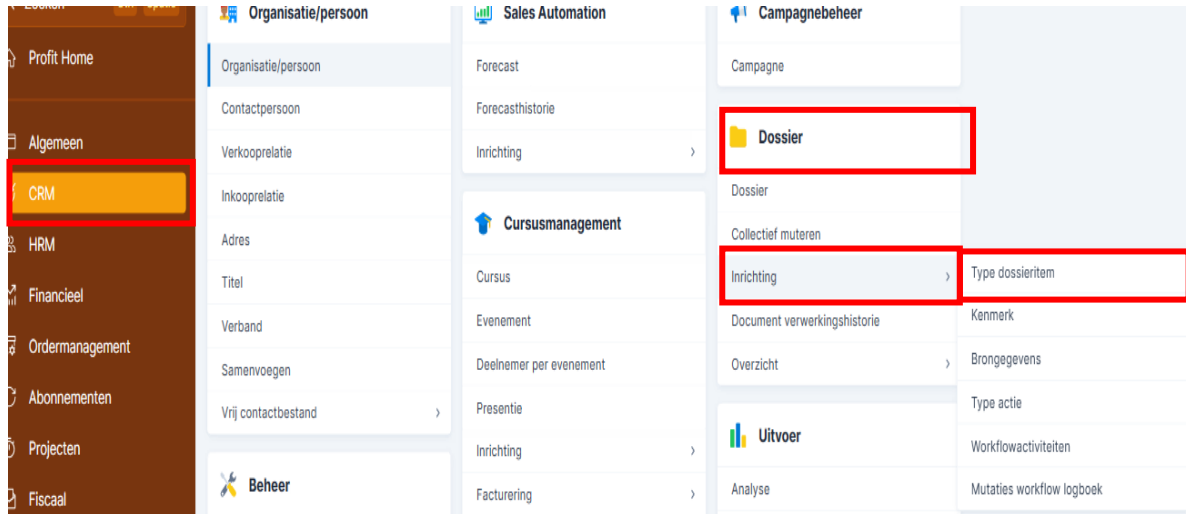 Zoeken
Profit Home
Algemeen
CRM
HRM
Financieel
Ordermanagement
Abonnementen
Projecten
Fiscaal
Organisatie/persoon
Organisatie/persoon
Contactpersoon
Verkooprelatie
Inkooprelatie
Adres
Titel
Verband
Samenvoegen
Vrij contactbestand
Beheer
Sales Automation
Forecast
Forecasthistorie
Inrichting
Cursusmanagement
Cursus
Evenement
Deelnemer per evenement
Presentie
Inrichting
Facturering
Campagnebeheer
Campagne
Dossier
Dossier
Collectief muteren
Inrichting
Document verwerkingshistorie
Overzicht
Uitvoer
Analyse
Type dossieritem
Kenmerk
Brongegevens
Type actie
Workflowactiviteiten
Mutaties workflow logboek